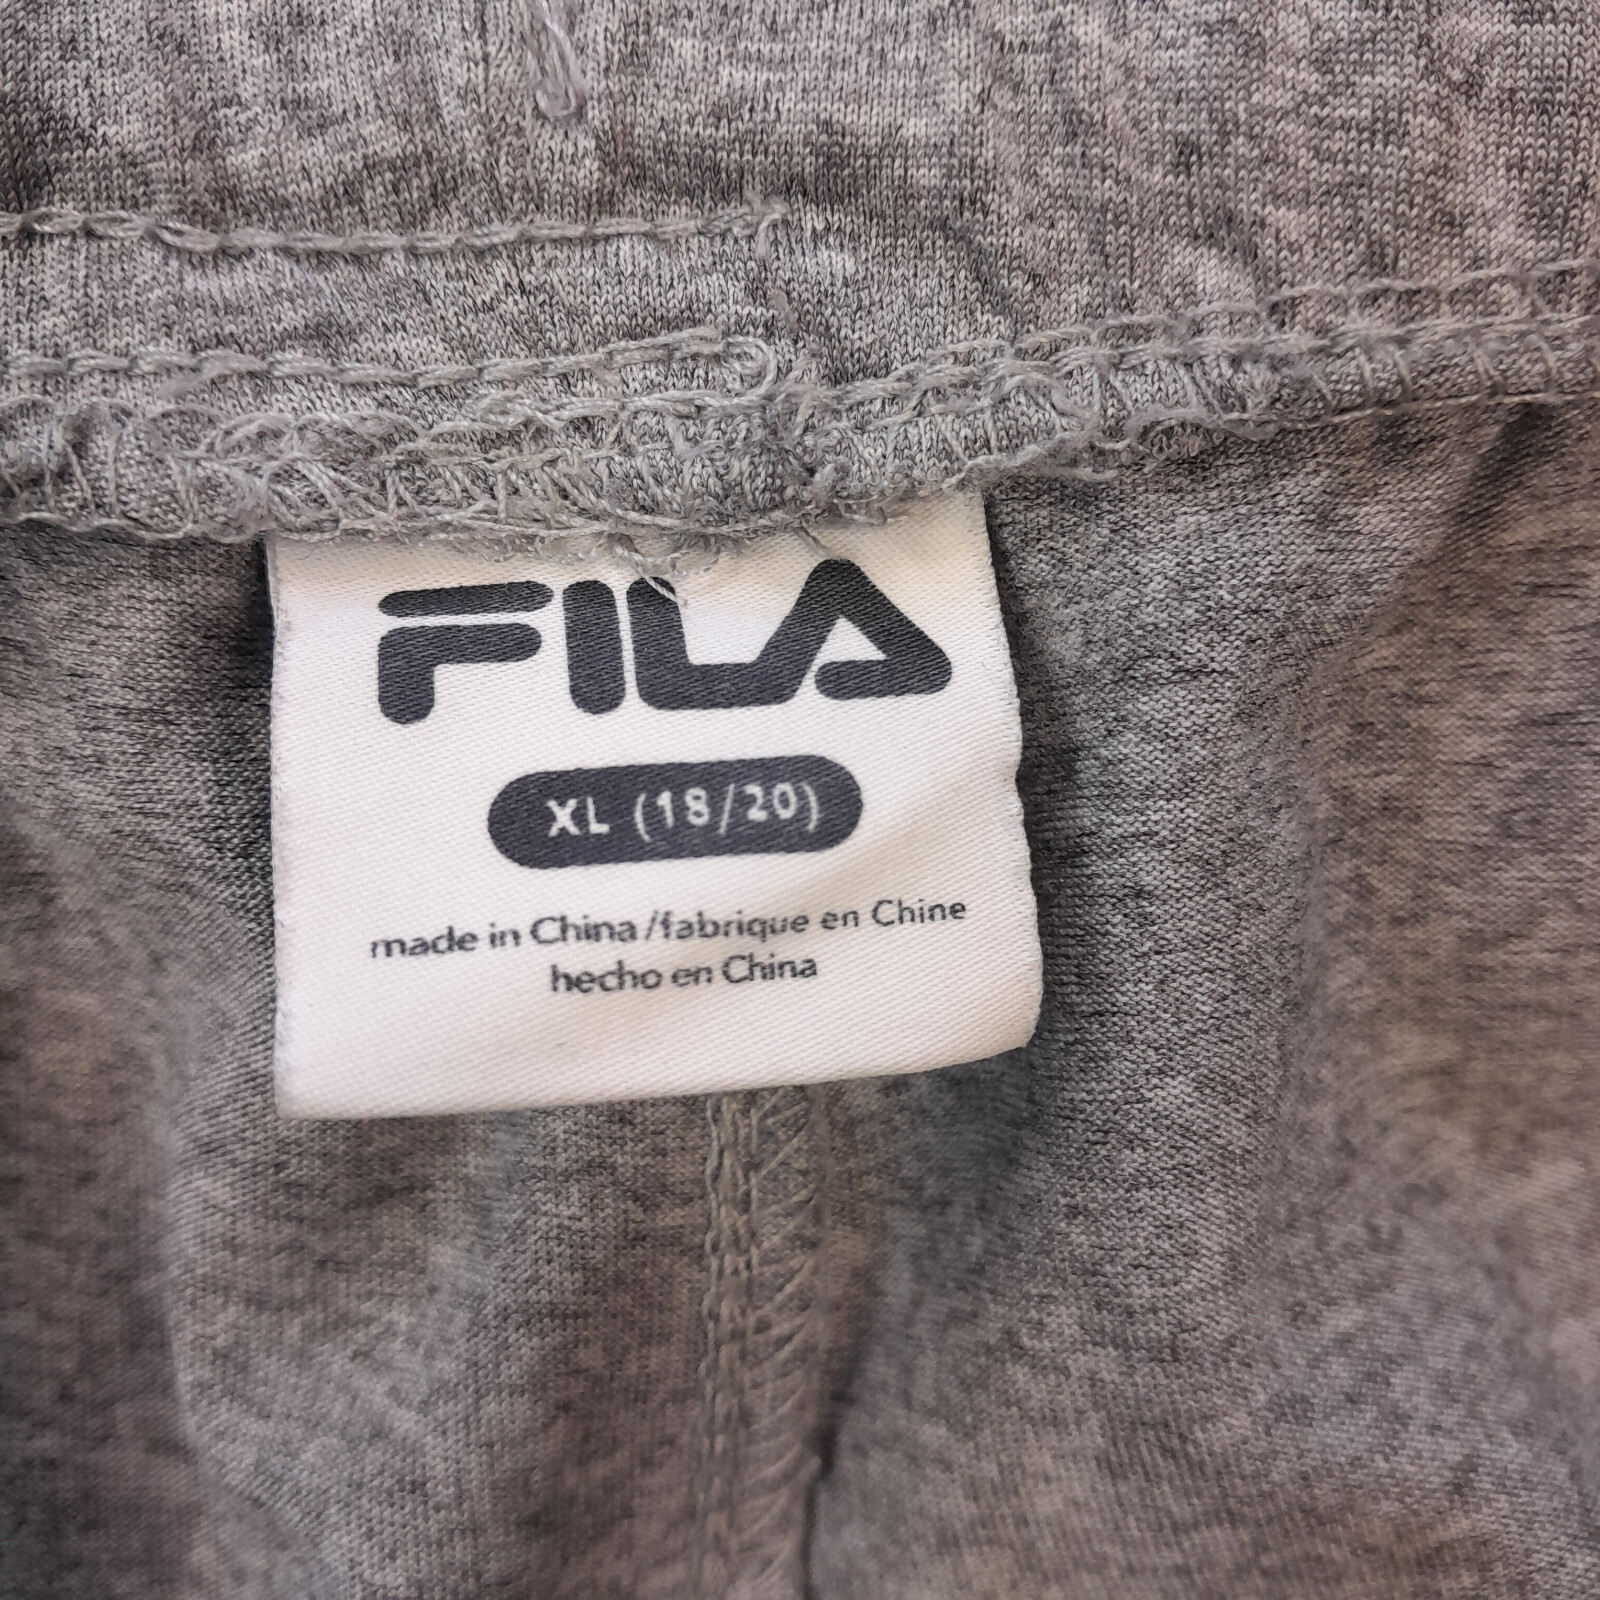 FILA
XL (18/20)
made in China /fabrique en Chine
hecho en China